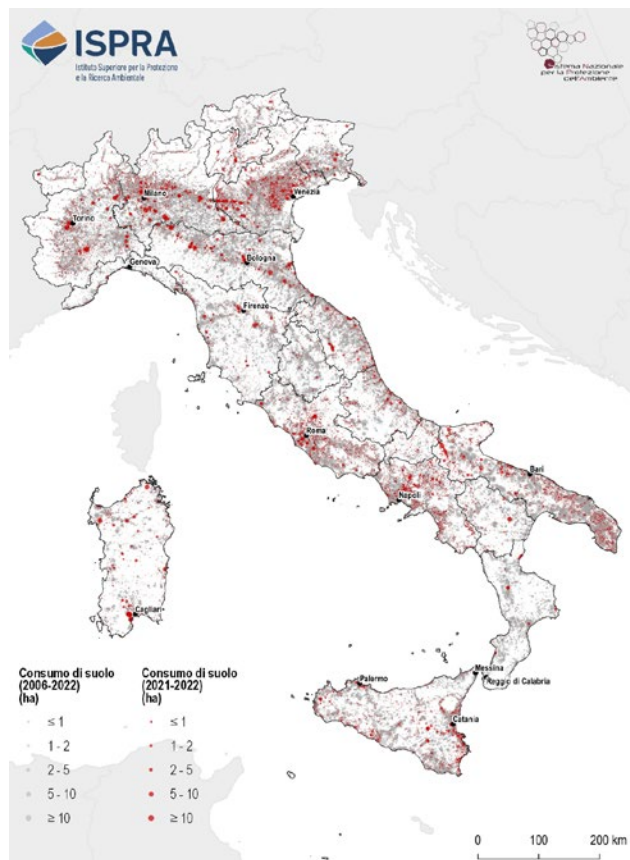 ISPRA
Istituto Superiore per la Protezione
e la Ricerca Ambientale
Sistema Nazionale
per la Protezione
dell'Ambiente
Milano
Venezia
Torino
Genova
Bologna
Firenze
Roma
Bari
Napoli
Cagliari
Messina
Palermo
Reggio di Calabria
Catania
Consumo di suolo
(2006-2022)
(ha)
≤ 1
1 - 2
2 - 5
5 - 10
≥ 10
Consumo di suolo
(2021-2022)
(ha)
≤ 1
1 - 2
2 - 5
5 - 10
≥ 10
0 100 200 km